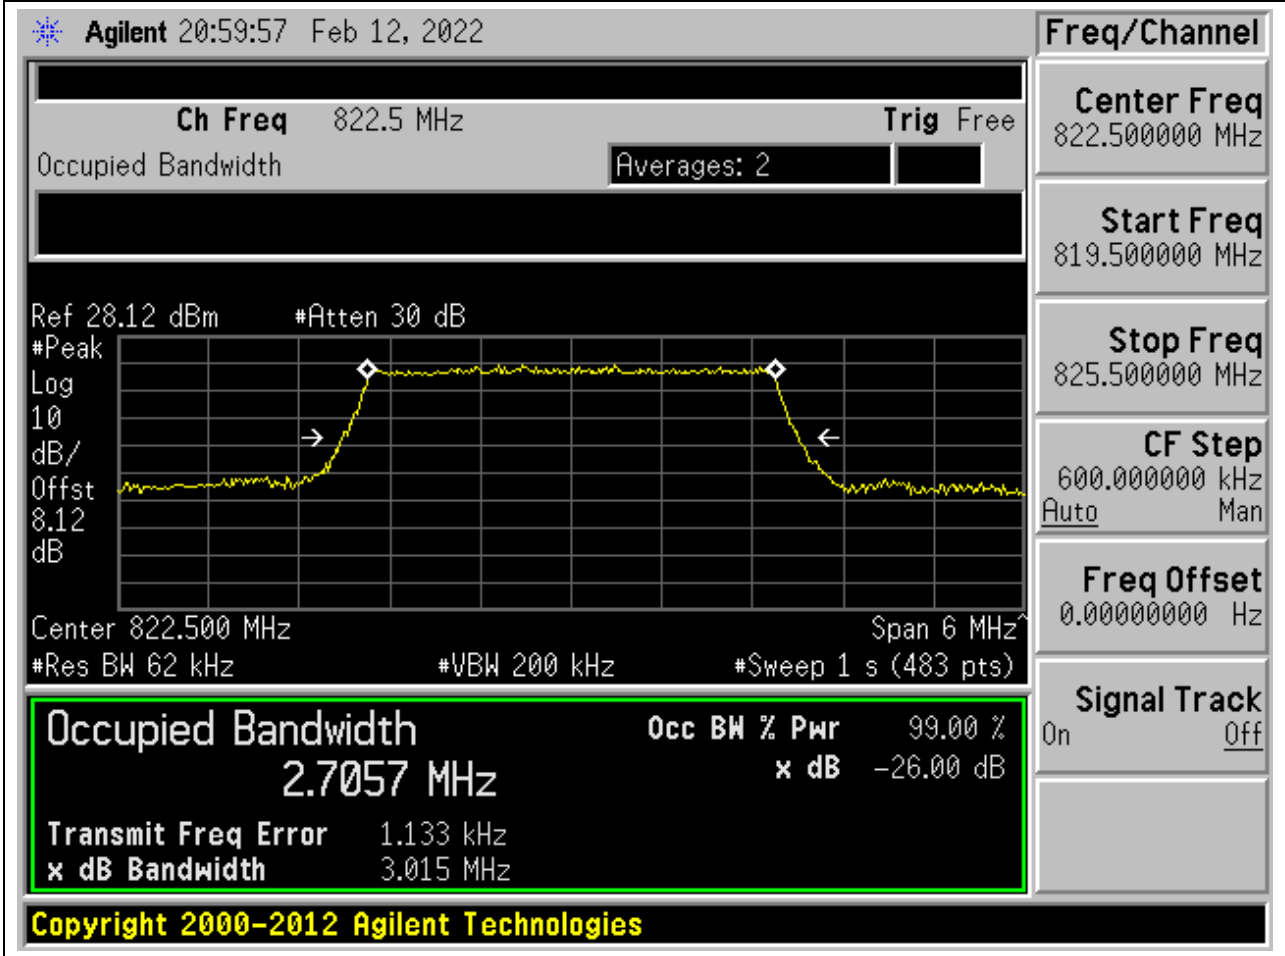 Agilent 20:59:57 Feb 12, 2022
Freq/Channel
Ch Freq 822.5 MHz Trig Free
Occupied Bandwidth Averages: 2
Ref 28.12 dBm #Atten 30 dB
#Peak
Log
10
dB/
Offst
8.12
dB
Center 822.500 MHz Span 6 MHz^
#Res BW 62 kHz #VBW 200 kHz #Sweep 1 s (483 pts)
Occupied Bandwidth
2.7057 MHz
Occ BW % Pwr 99.00 %
x dB -26.00 dB
Transmit Freq Error 1.133 kHz
x dB Bandwidth 3.015 MHz
Copyright 2000-2012 Agilent Technologies
Center Freq
822.500000 MHz
Start Freq
819.500000 MHz
Stop Freq
825.500000 MHz
CF Step
600.000000 kHz
Auto Man
Freq Offset
0.00000000 Hz
Signal Track
On Off